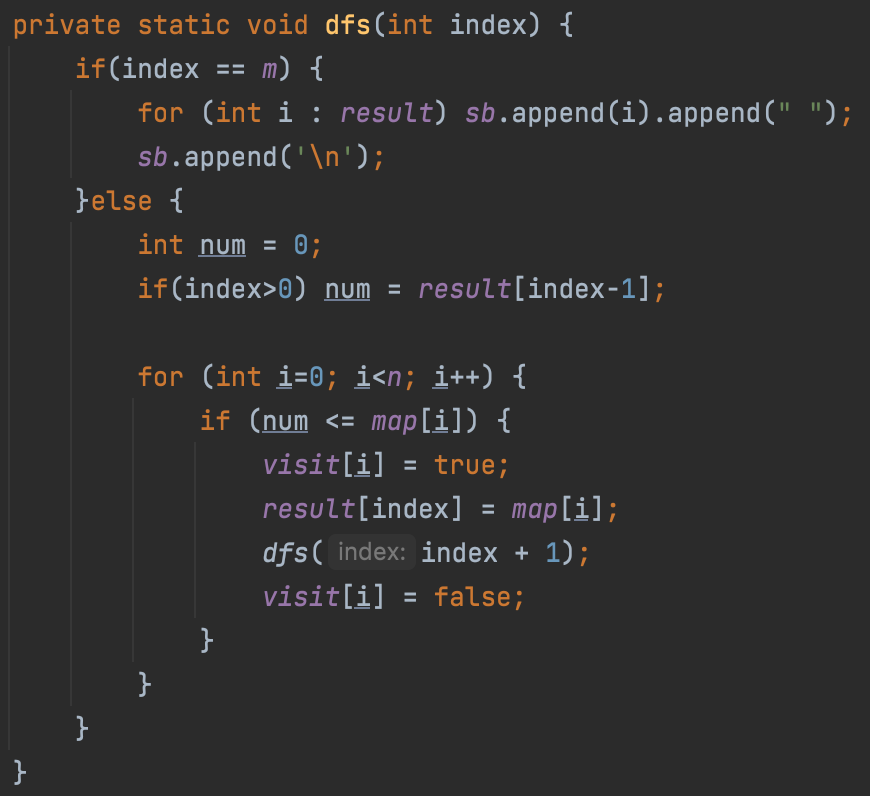 private static void dfs(int index) {
    if(index == m) {
        for (int i : result) sb.append(i).append(" ");
        sb.append('\n');
    }else {
        int num = 0;
        if(index>0) num = result[index-1];

        for (int i=0; i<n; i++) {
            if (num <= map[i]) {
                visit[i] = true;
                result[index] = map[i];
                dfs( index: index + 1);
                visit[i] = false;
            }
        }
    }
}